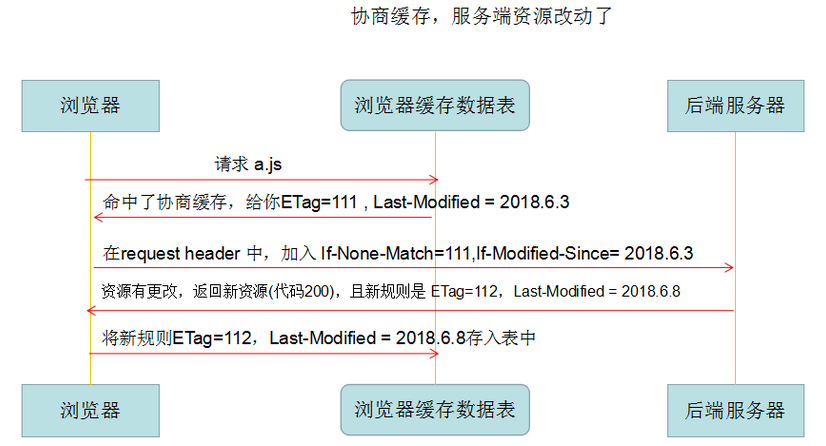 协商缓存，服务端资源改动了
浏览器
浏览器缓存数据表
后端服务器
请求 a.js
命中了协商缓存，给你ETag=111 , Last-Modified = 2018.6.3
在request header 中，加入 If-None-Match=111,If-Modified-Since= 2018.6.3
资源有更改，返回新资源(代码200)，且新规则是 ETag=112，Last-Modified = 2018.6.8
将新规则ETag=112，Last-Modified = 2018.6.8存入表中
浏览器
浏览器缓存数据表
后端服务器